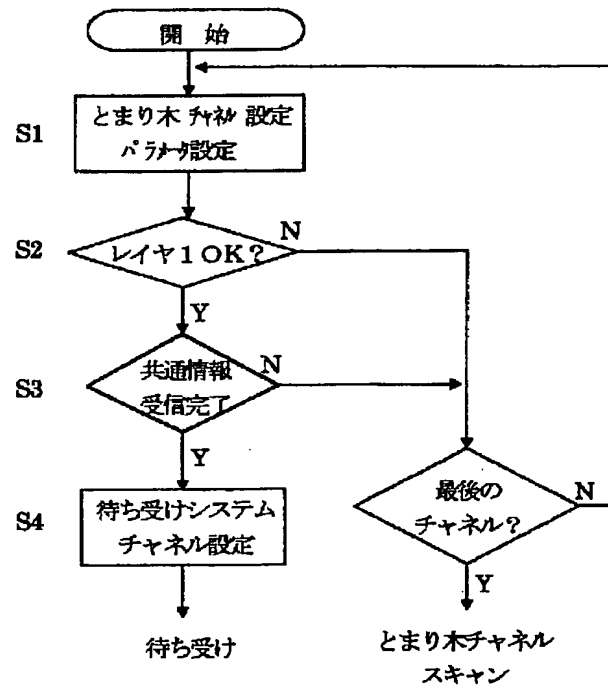 開 始
S1
とまり木 チャネル 設定
パラメータ設定
S2
レイヤ1 OK?
N
Y
S3
共通情報
受信完了
N
Y
S4
待ち受けシステム
チャネル設定
最後の
チャネル?
N
Y
待ち受け
とまり木チャネル
スキャン